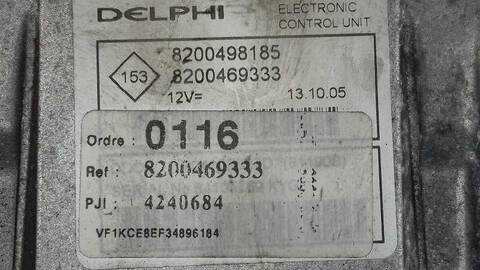 DELPHI
ELECTRONIC
CONTROL UNIT
8200498185
153
8200469333
12V=
13.10.05
Ordre : 0116
Ref : 8200469333
PJI : 4240684
VF1KCE8EF34896184